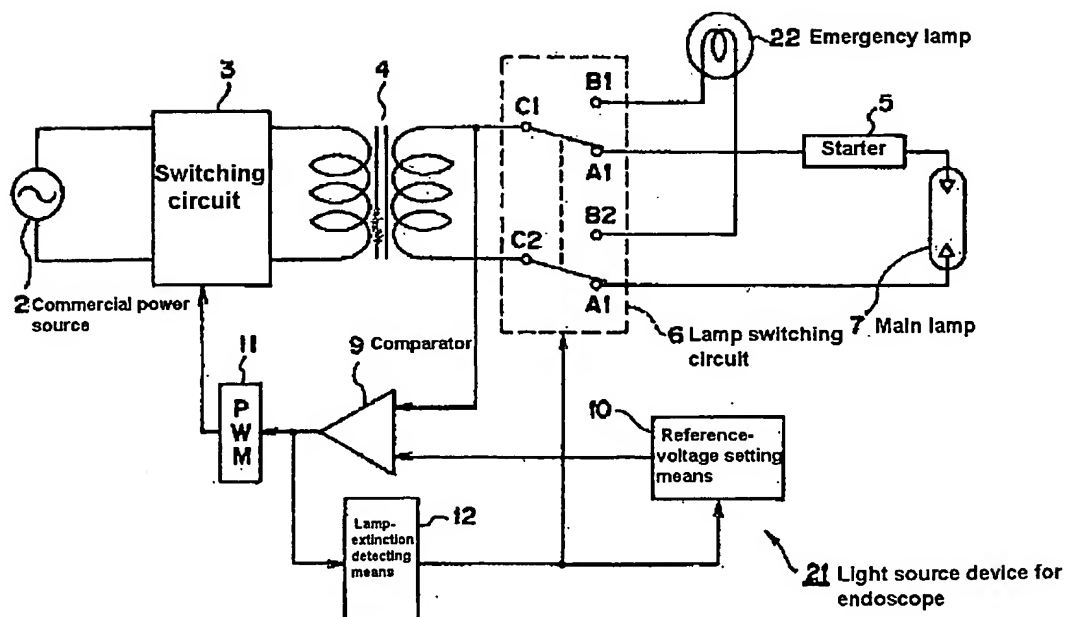 22 Emergency lamp
3
4
B1
C1
5
Switching
circuit
Starter
A1
B2
C2
A1
2 Commercial power
source
6 Lamp switching
circuit
7 Main lamp
11
9 Comparator
P
W
M
10
Reference-
voltage setting
means
12
Lamp-
extinction
detecting
means
21 Light source device for
endoscope